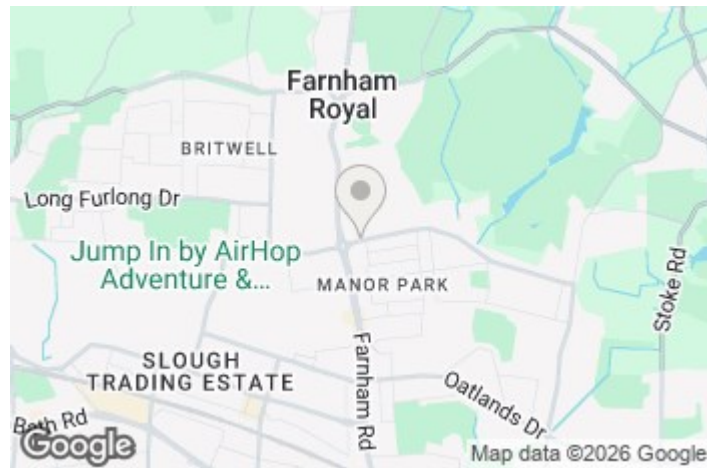 Farnham
Royal
BRITWELL
Long Furlong Dr
Jump In by AirHop
Adventure &...
MANOR PARK
Stoke Rd
SLOUGH
TRADING ESTATE
Farnham Rd
Oatlands Dr
Bath Rd
Google
Map data ©2026 Google